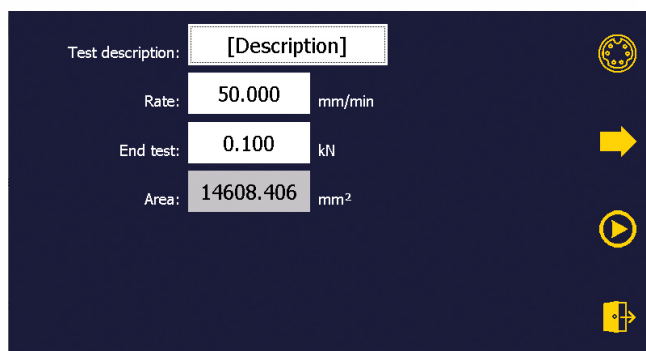 Test description: [Description]
Rate: 50.000 mm/min
End test: 0.100 kN
Area: 14608.406 mm²